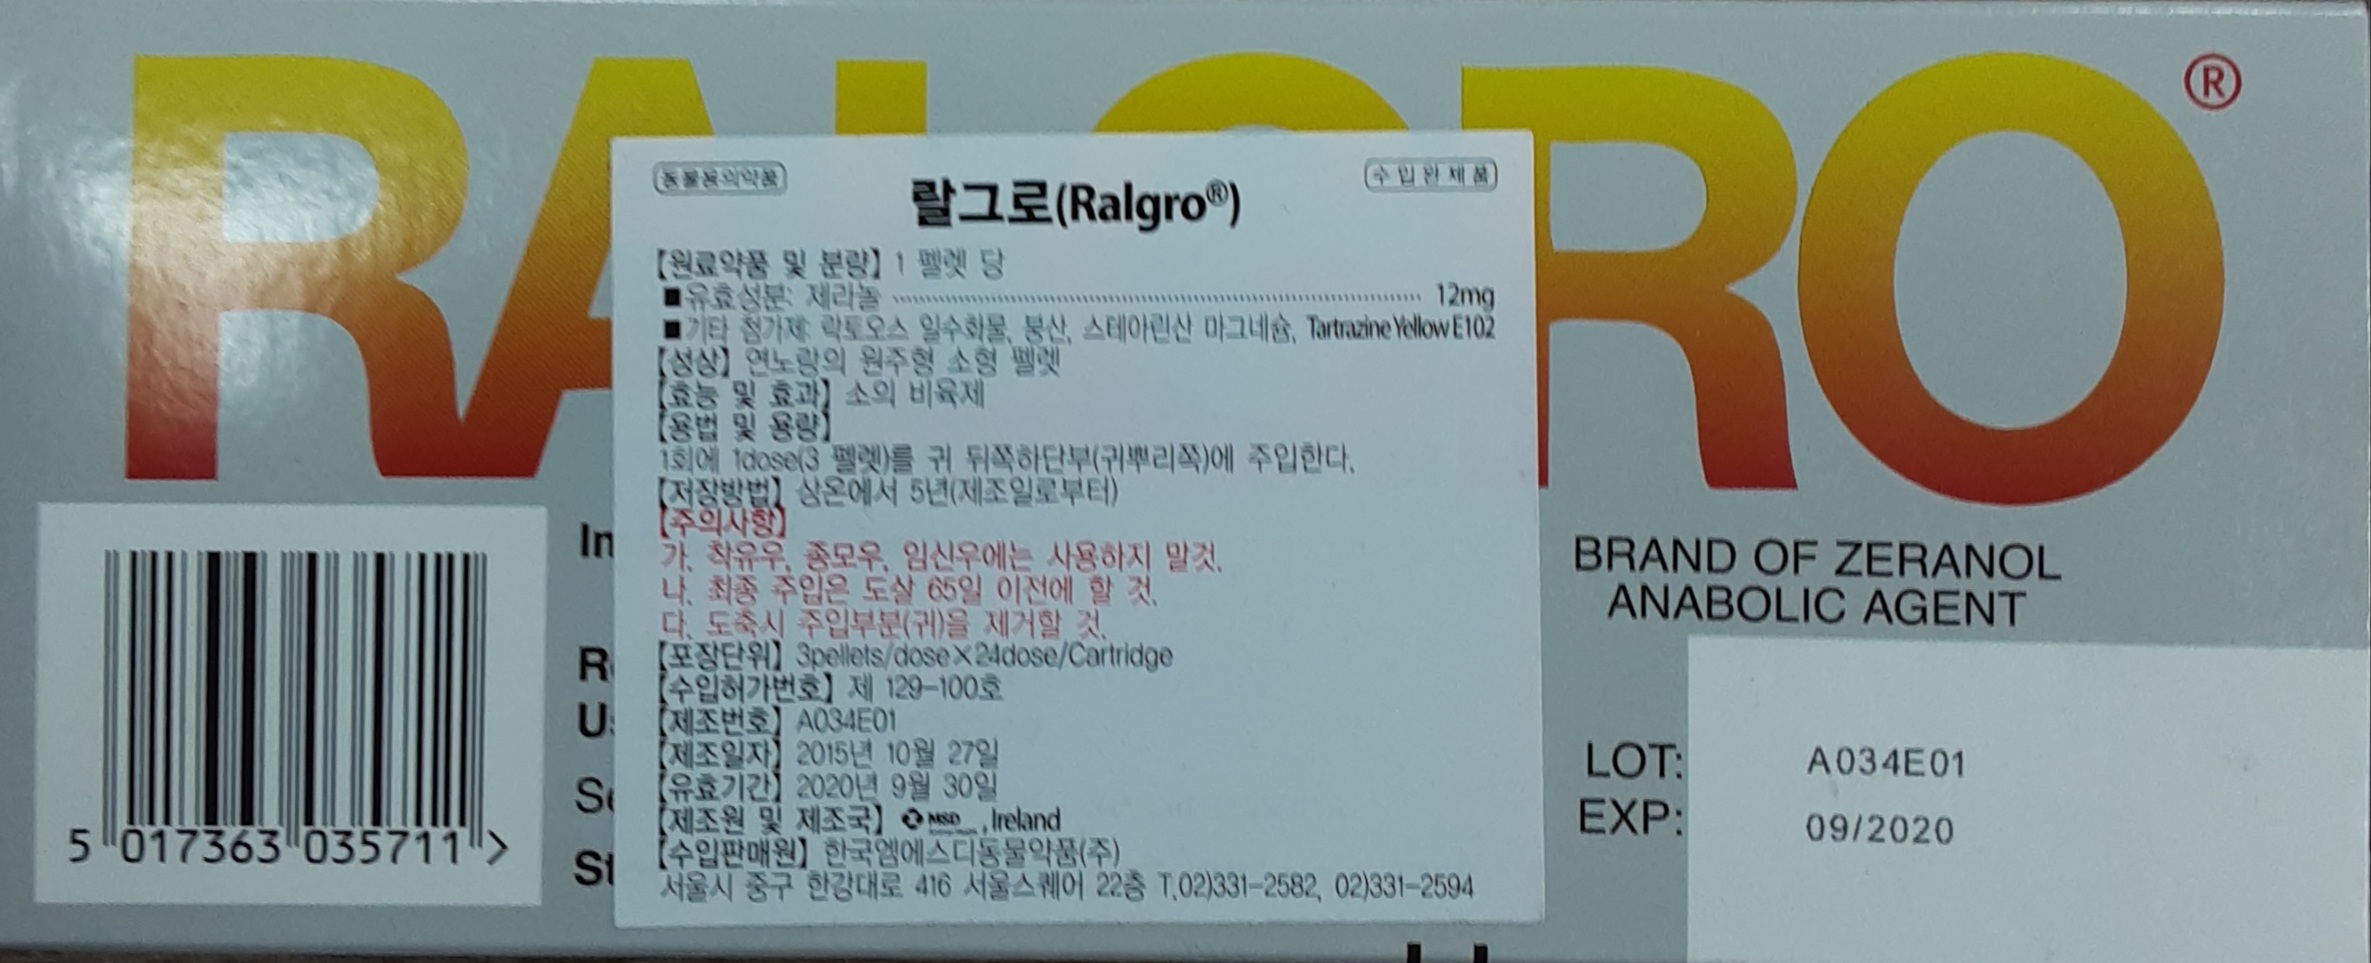 RALGRO®
동물용의약품
수입완제품
랄그로(Ralgro®)
【원료약품 및 분량】 1 펠렛 당
■유효성분: 제라놀 ······ 12mg
■기타 첨가제: 락토오스 일수화물, 붕산, 스테아린산 마그네슘, Tartrazine Yellow E102
【성상】 연노랑의 원주형 소형 펠렛
【효능 및 효과】 소의 비육제
【용법 및 용량】
1회에 1dose(3 펠렛)를 귀 뒤쪽하단부(귀뿌리쪽)에 주입한다.
【저장방법】 상온에서 5년(제조일로부터)
【주의사항】
가. 착유우, 종모우, 임신우에는 사용하지 말것.
나. 최종 주입은 도살 65일 이전에 할 것.
다. 도축시 주입부분(귀)을 제거할 것.
【포장단위】 3pellets/dose×24dose/Cartridge
【수입허가번호】 제 129-100호
【제조번호】 A034E01
【제조일자】 2015년 10월 27일
【유효기간】 2020년 9월 30일
【제조원 및 제조국】 MSD, Ireland
【수입판매원】 한국엠에스디동물약품(주)
서울시 중구 한강대로 416 서울스퀘어 22층 T.02)331-2582, 02)331-2594
BRAND OF ZERANOL
ANABOLIC AGENT
LOT: A034E01
EXP: 09/2020
5 017363 035711 >